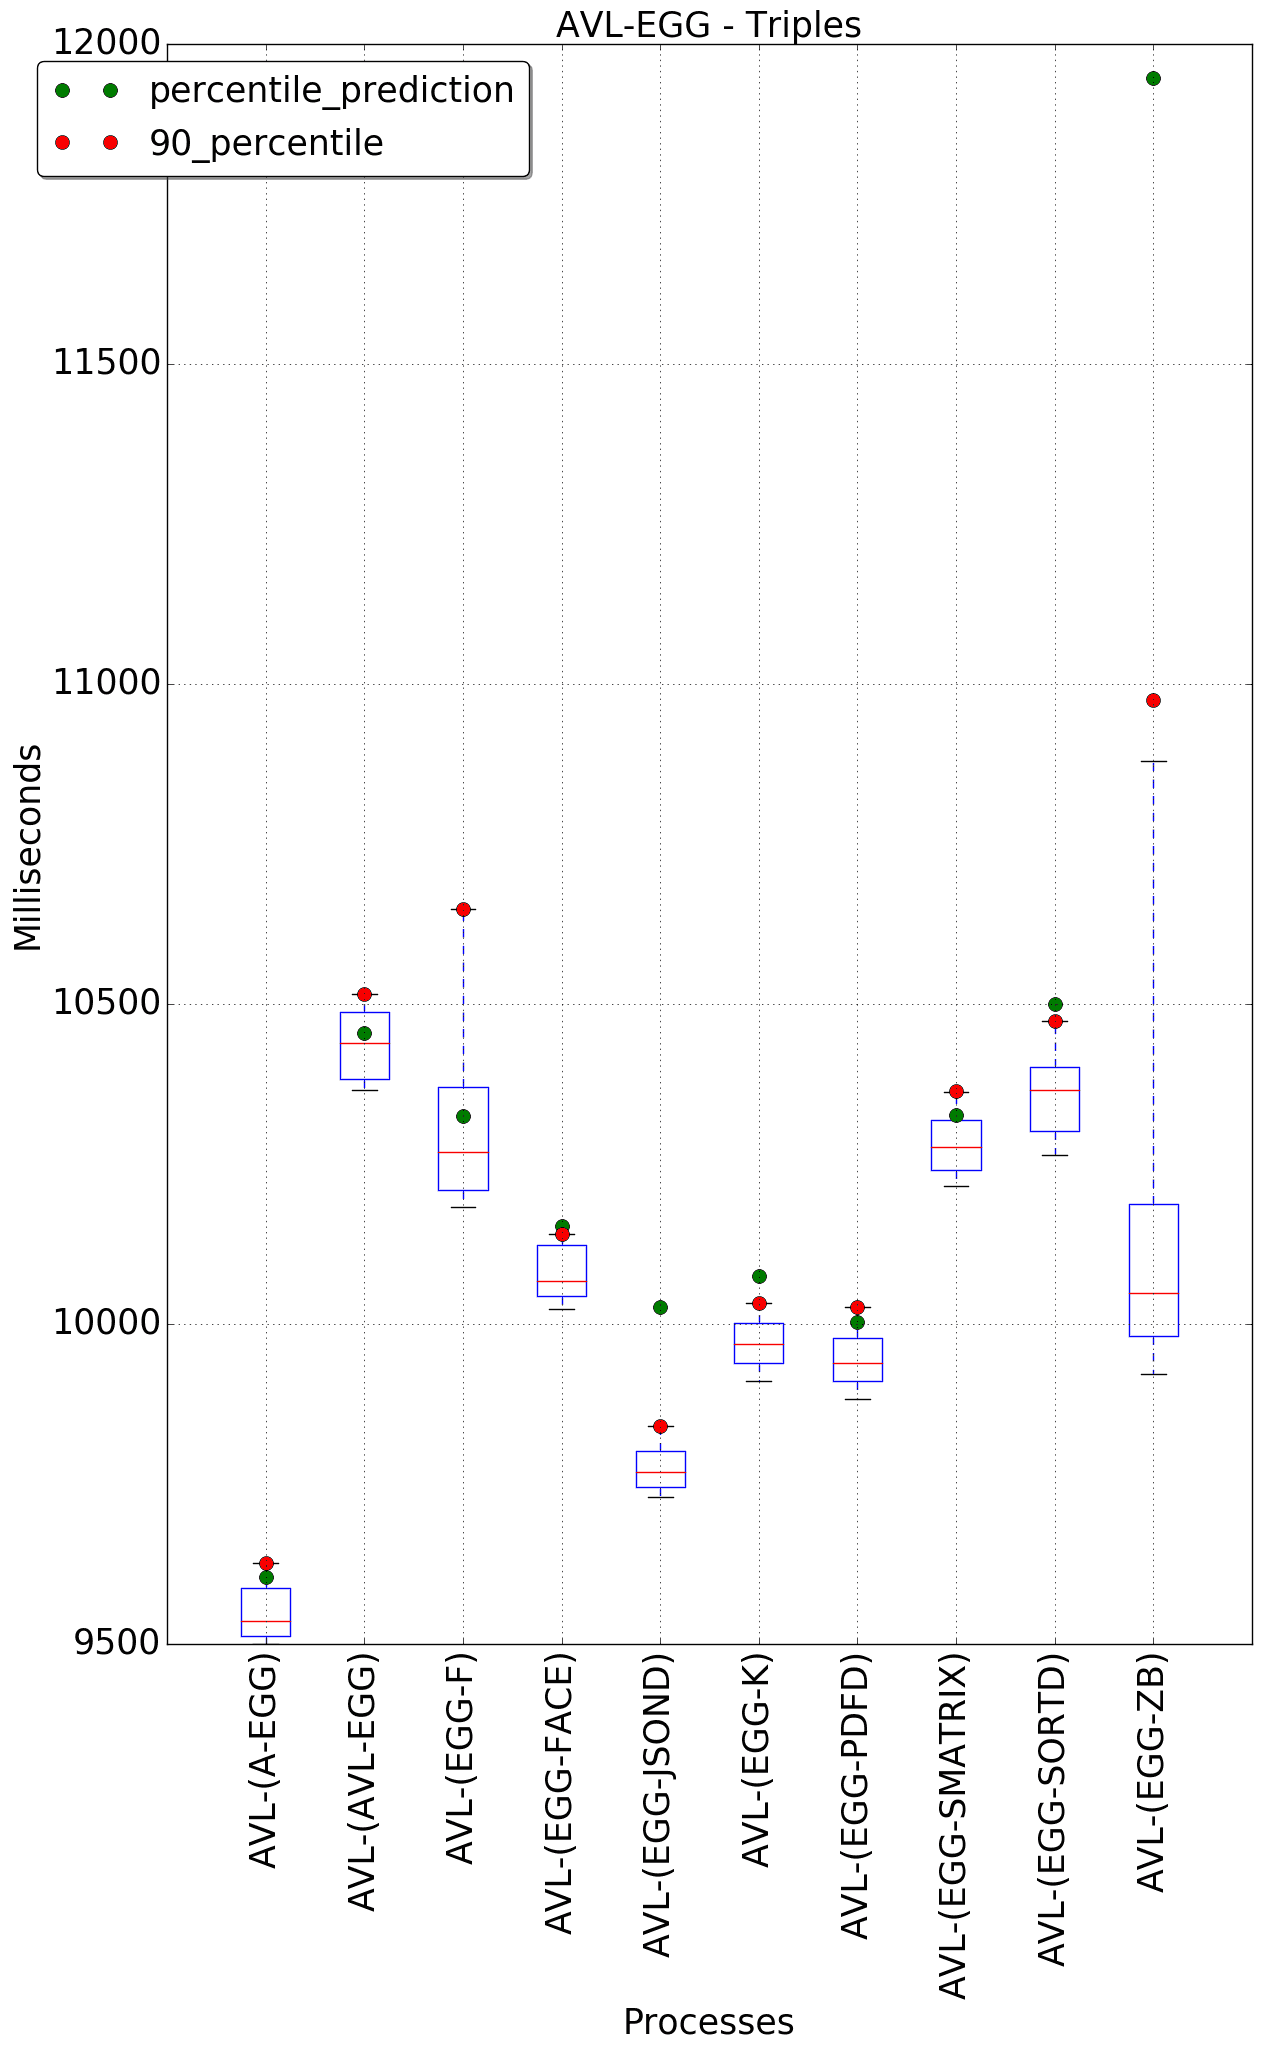 AVL-EGG - Triples
percentile_prediction
90_percentile
12000
11500
11000
10500
10000
9500
Milliseconds
AVL-(A-EGG)
AVL-(AVL-EGG)
AVL-(EGG-F)
AVL-(EGG-FACE)
AVL-(EGG-JSOND)
AVL-(EGG-K)
AVL-(EGG-PDFD)
AVL-(EGG-SMATRIX)
AVL-(EGG-SORTD)
AVL-(EGG-ZB)
Processes